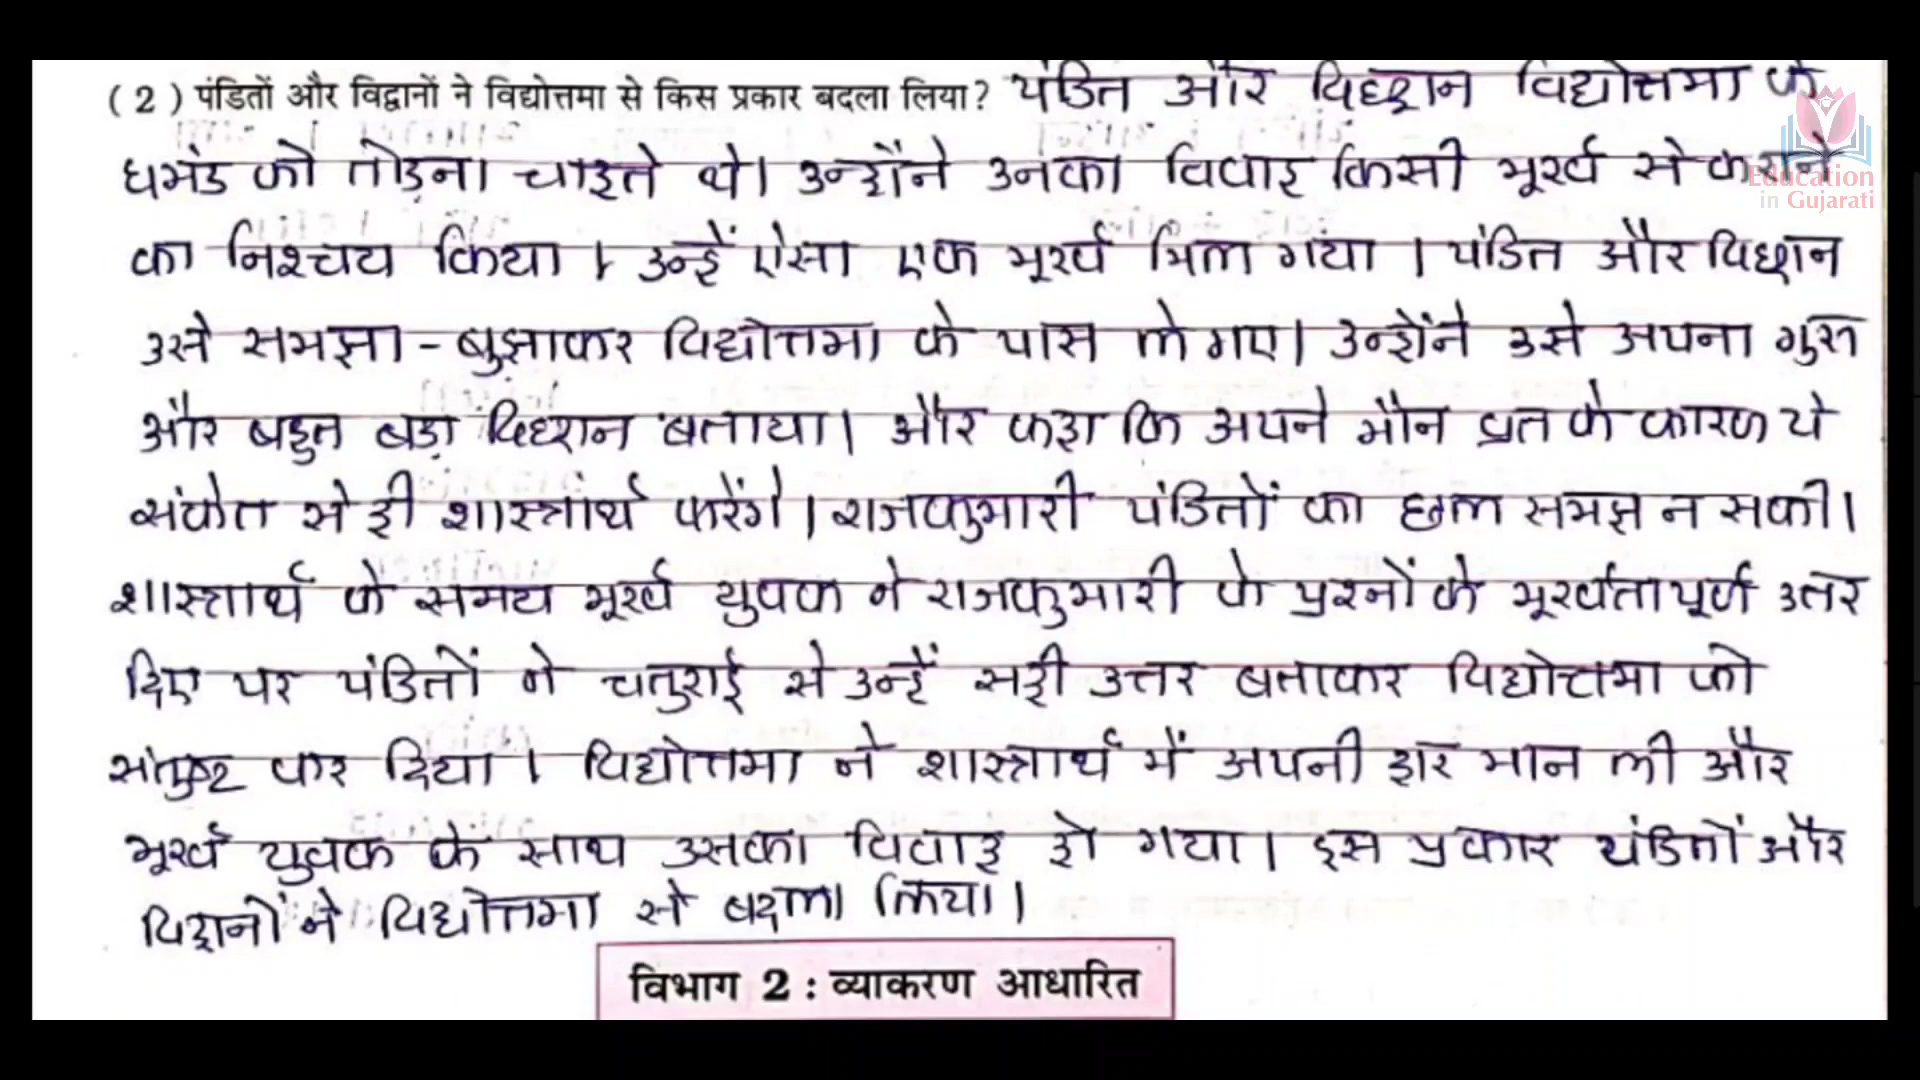 ( 2 ) पंडितों और विद्वानों ने विद्योत्तमा से किस प्रकार बदला लिया? पंडित और विद्वान विद्योत्तमा के
घमंड को तोड़ना चाहते थे। उन्होंने उनका विवाह किसी मूर्ख से कराने
का निश्चय किया । उन्हें ऐसा एक मूर्ख मिल गया । पंडित और विद्वान
उसे समझा - बुझाकर विद्योत्तमा के पास ले गए। उन्होंने उसे अपना गुरु
और बहुत बड़ा विद्वान बताया। और कहा कि अपने मौन व्रत के कारण ये
संकेत से ही शास्त्रार्थ करेंगे। राजकुमारी पंडितों का छल समझ न सकी।
शास्त्रार्थ के समय मूर्ख युवक ने राजकुमारी के प्रश्नों के मूर्खतापूर्ण उत्तर
दिए पर पंडितों ने चतुराई से उन्हें सही उत्तर बताकर विद्योत्तमा को
संतुष्ट कर दिया । विद्योत्तमा ने शास्त्रार्थ में अपनी हार मान ली और
मूर्ख युवक के साथ उसका विवाह हो गया। इस प्रकार पंडितों और
विद्वानों ने विद्योत्तमा से बदला लिया।
विभाग 2 : व्याकरण आधारित
Education
in Gujarati